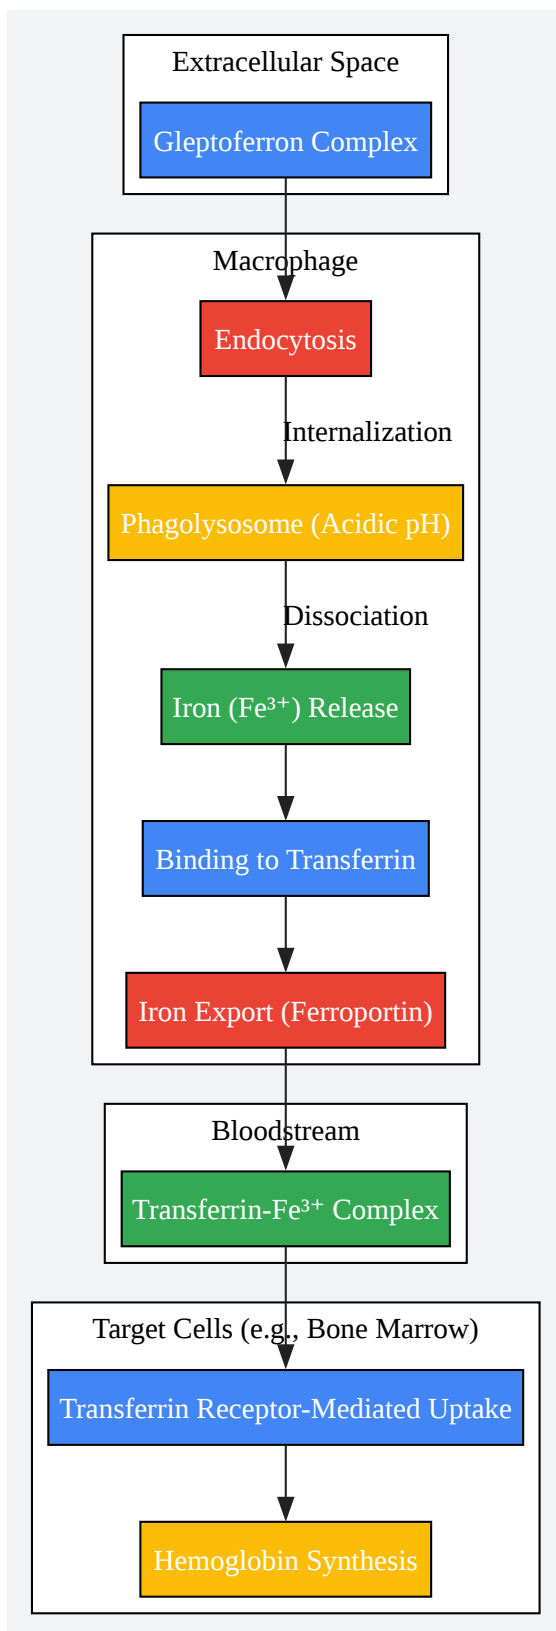 Extracellular Space
Gleptoferron Complex
Macrophage
Endocytosis
Internalization
Phagolysosome (Acidic pH)
Dissociation
Iron (Fe³⁺) Release
Binding to Transferrin
Iron Export (Ferroportin)
Bloodstream
Transferrin-Fe³⁺ Complex
Target Cells (e.g., Bone Marrow)
Transferrin Receptor-Mediated Uptake
Hemoglobin Synthesis